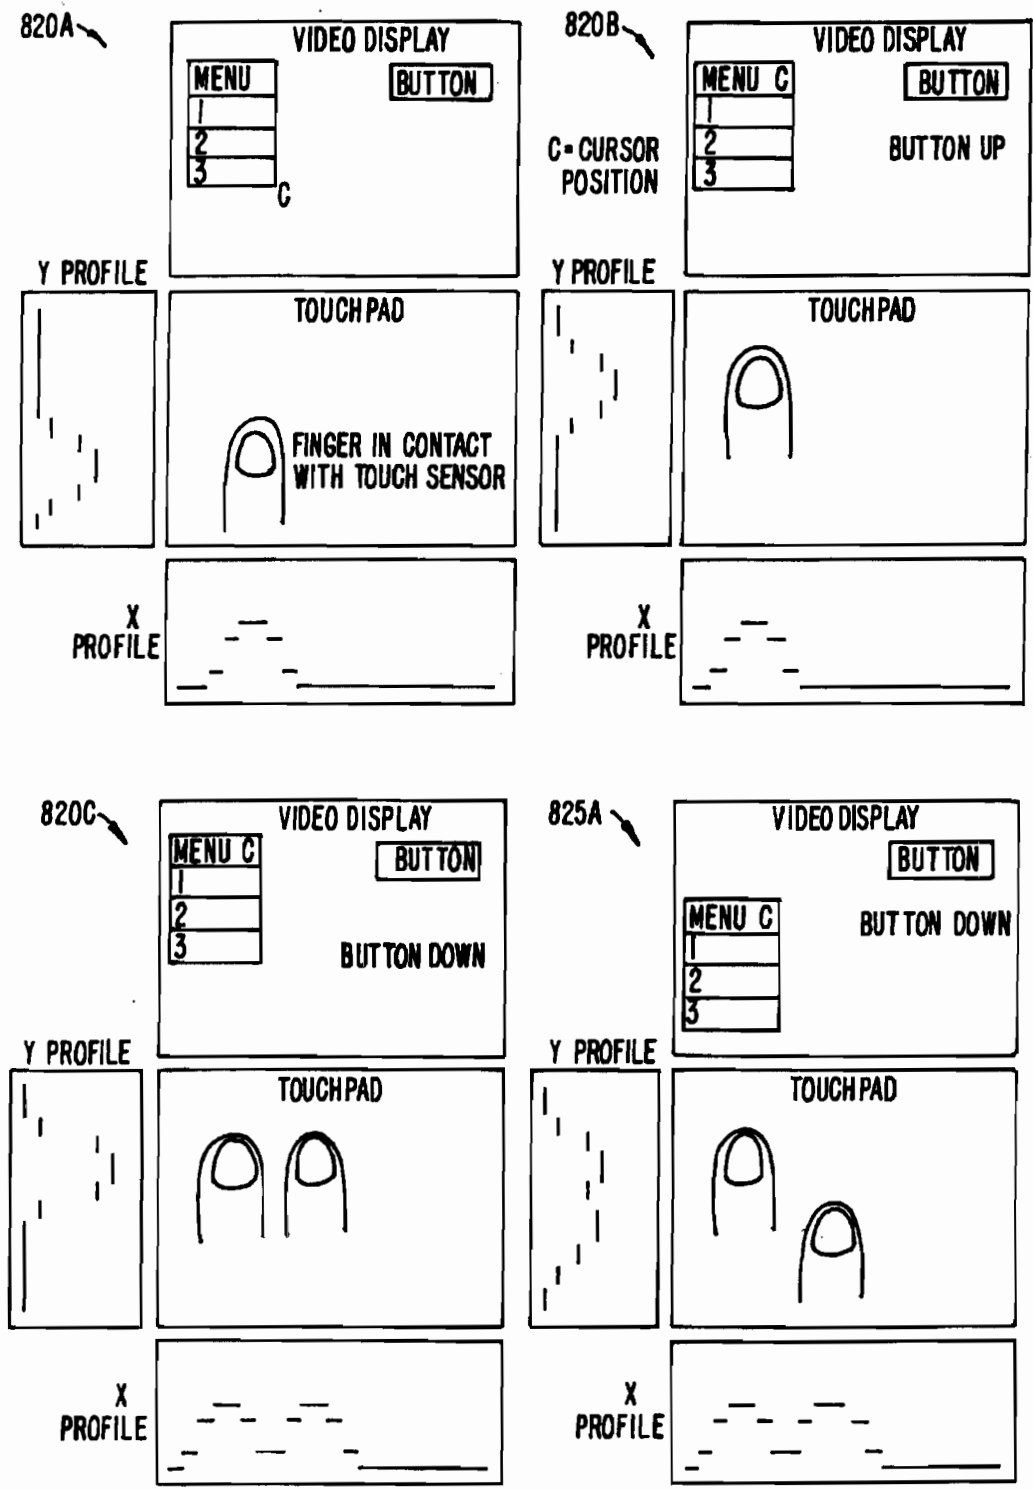 820A
VIDEO DISPLAY
MENU
BUTTON
1
2
3
C
Y PROFILE
TOUCHPAD
FINGER IN CONTACT
WITH TOUCH SENSOR
X
PROFILE
820B
VIDEO DISPLAY
MENU C
BUTTON
1
2
3
BUTTON UP
C=CURSOR
POSITION
Y PROFILE
TOUCHPAD
X
PROFILE
820C
VIDEO DISPLAY
MENU C
BUTTON
1
2
3
BUTTON DOWN
Y PROFILE
TOUCHPAD
X
PROFILE
825A
VIDEO DISPLAY
BUTTON
MENU C
BUTTON DOWN
1
2
3
Y PROFILE
TOUCHPAD
X
PROFILE